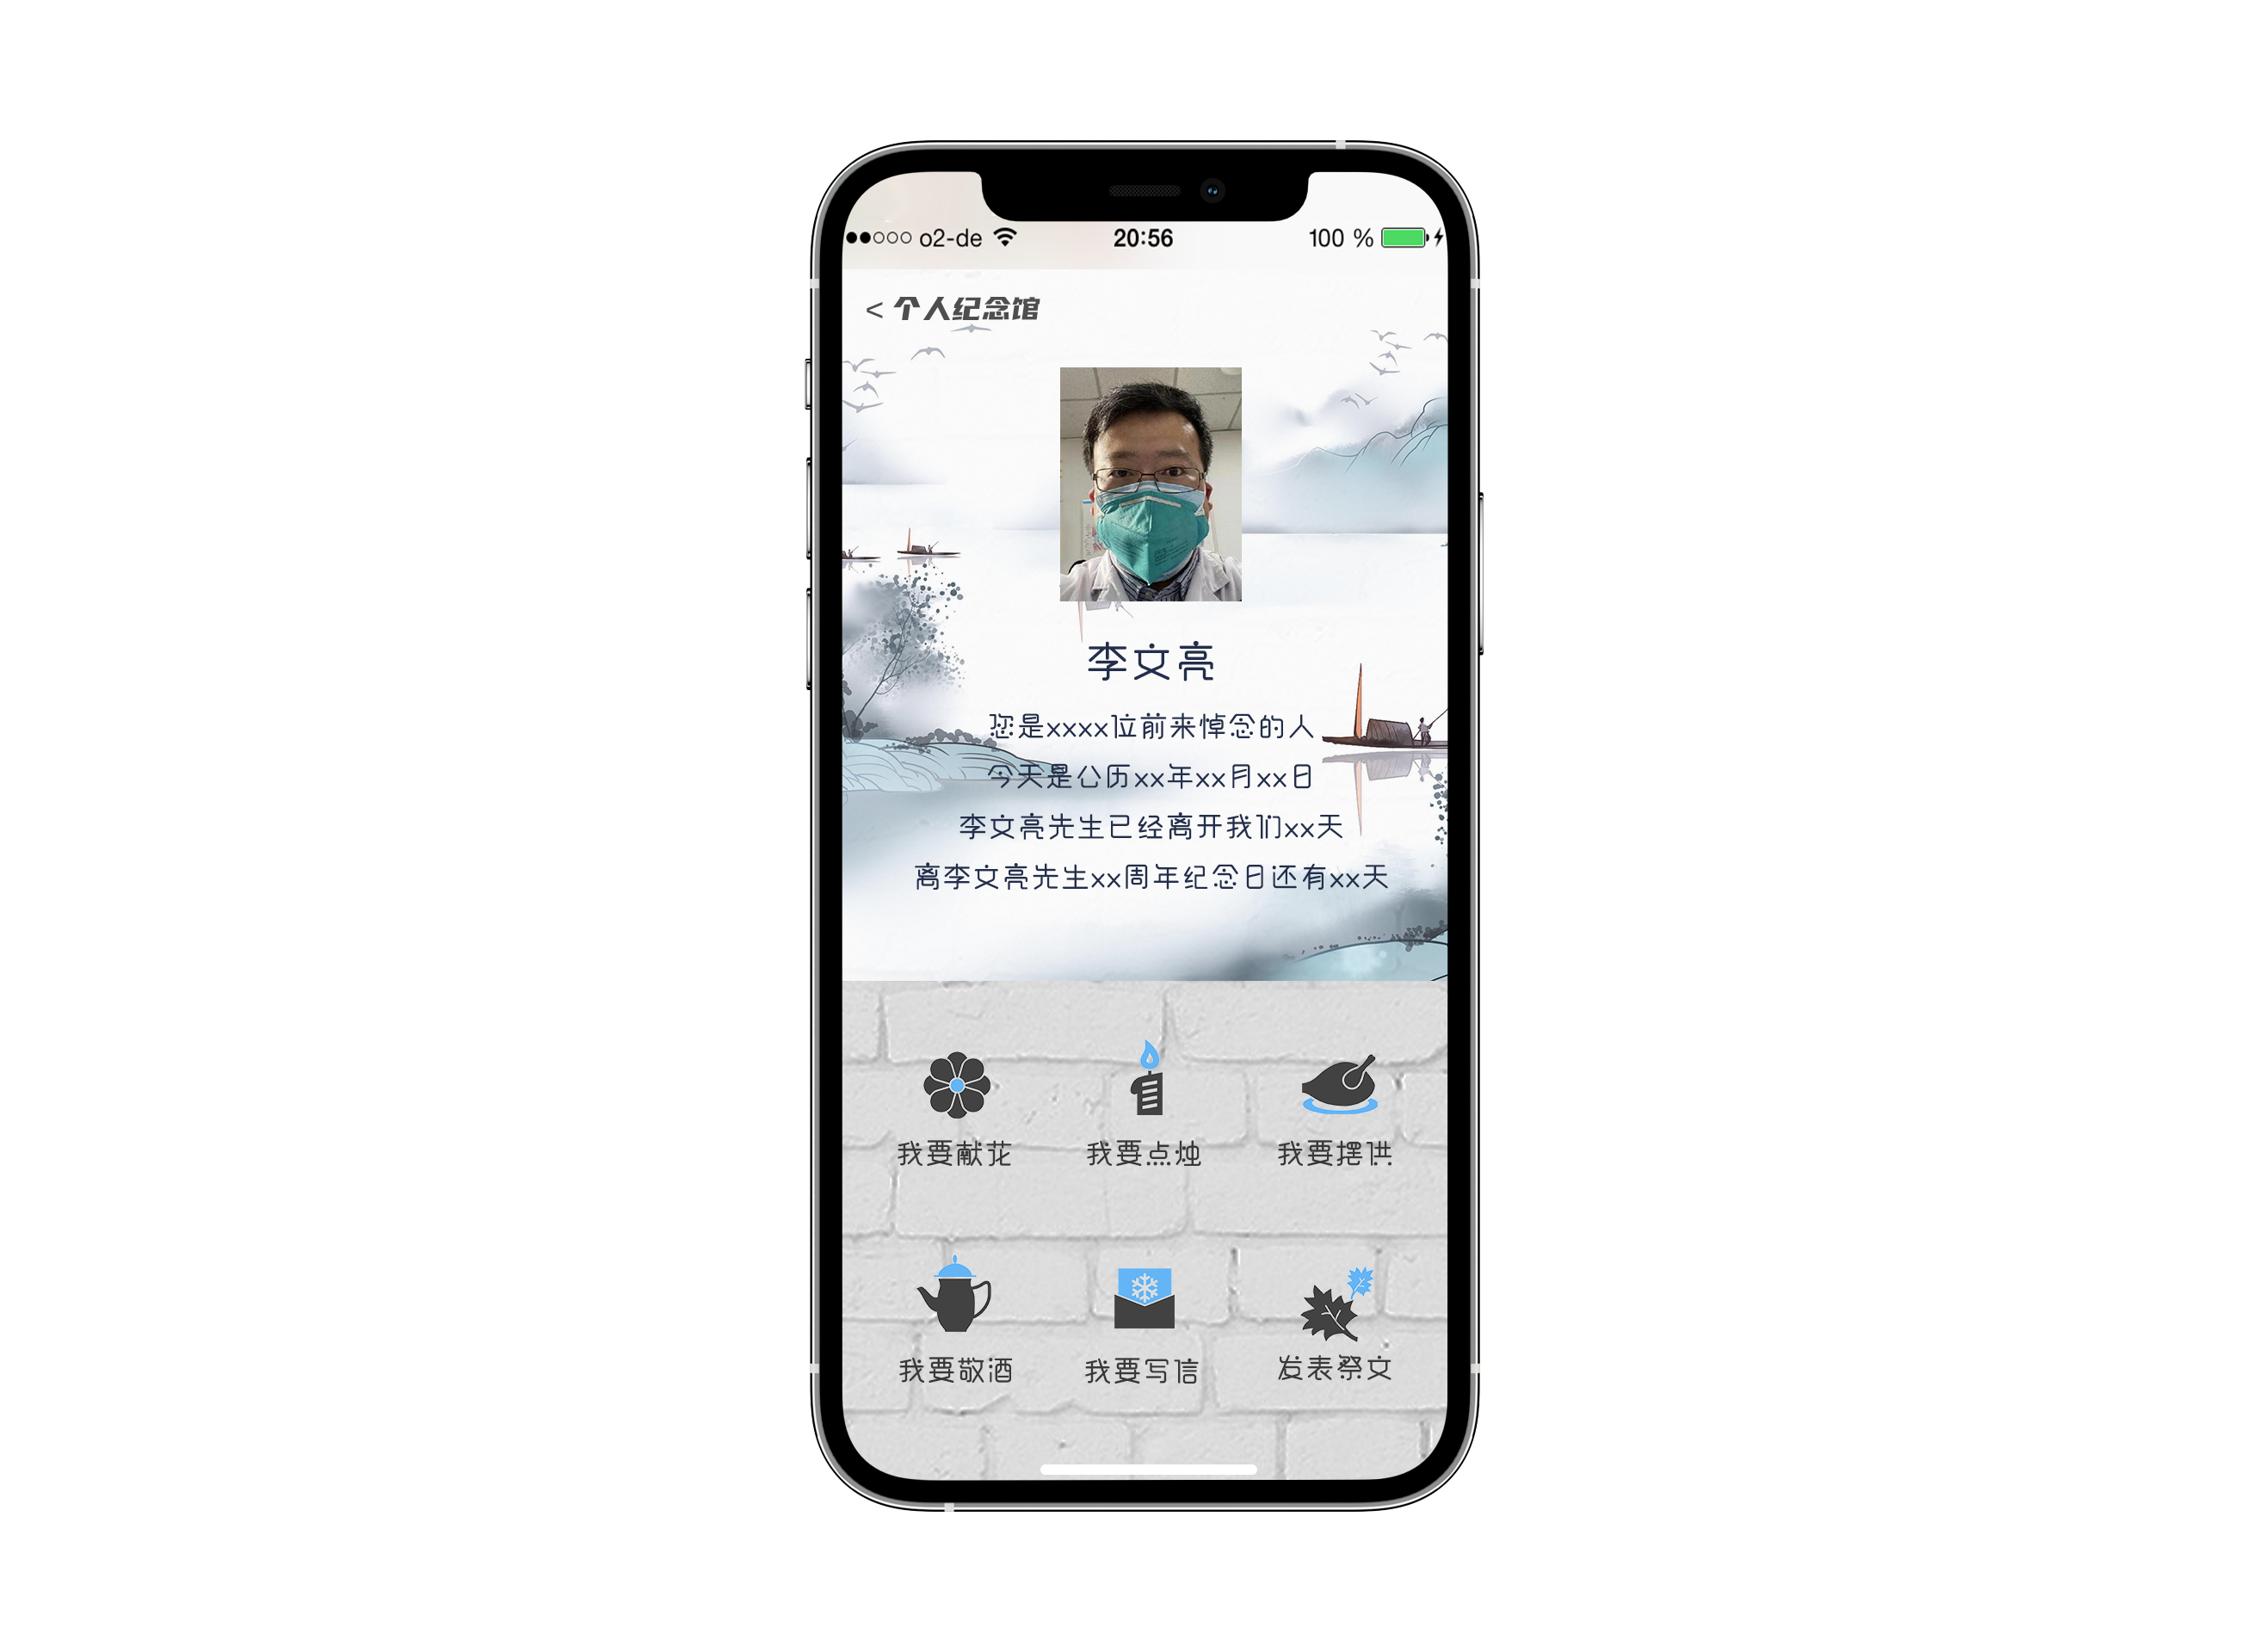 o2-de 20:56 100 %
< 个人纪念馆
李文亮
您是xxxx位前来悼念的人
今天是公历xx年xx月xx日
李文亮先生已经离开我们xx天
离李文亮先生xx周年纪念日还有xx天
我要献花 我要点烛 我要摆供
我要敬酒 我要写信 发表祭文